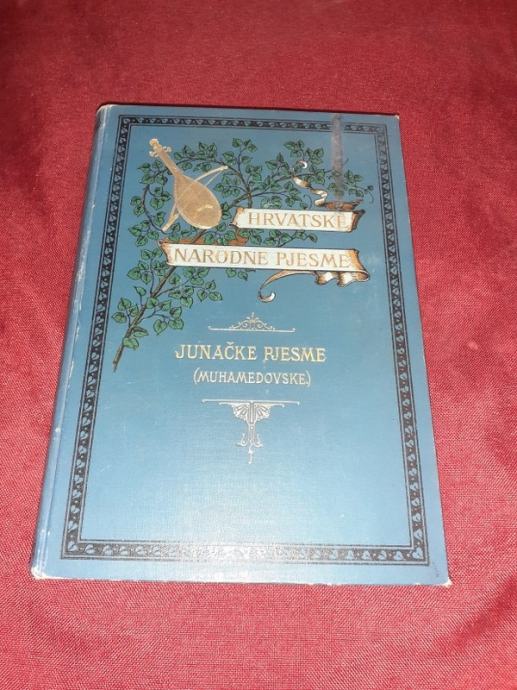 HRVATSKE
NARODNE PJESME
JUNAČKE PJESME
(MUHAMEDOVSKE.)